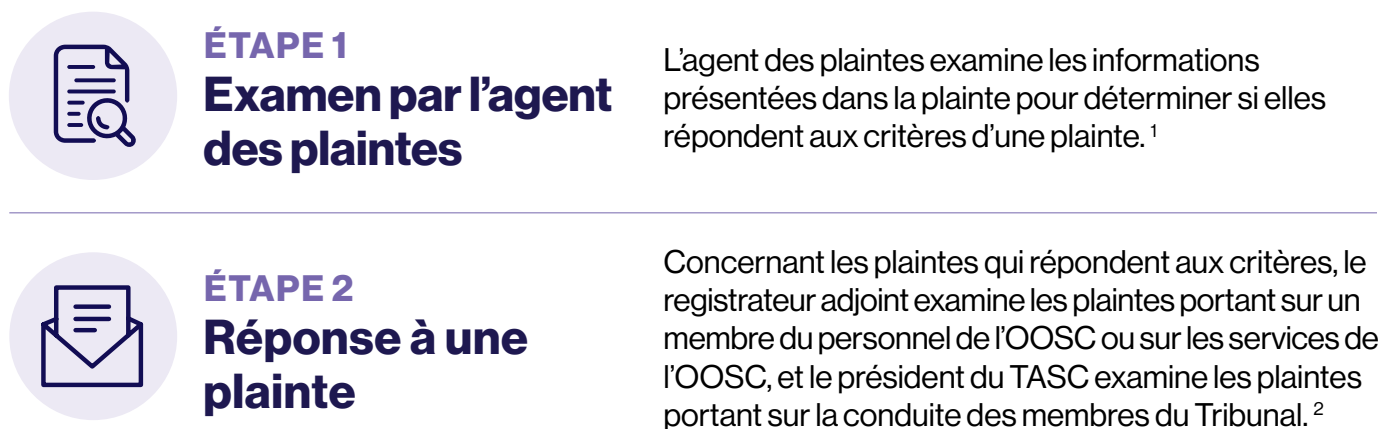 ÉTAPE 1
Examen par l’agent
des plaintes
L’agent des plaintes examine les informations
présentées dans la plainte pour déterminer si elles
répondent aux critères d’une plainte. 1
ÉTAPE 2
Réponse à une
plainte
Concernant les plaintes qui répondent aux critères, le
registrateur adjoint examine les plaintes portant sur un
membre du personnel de l’OOSC ou sur les services de
l’OOSC, et le président du TASC examine les plaintes
portant sur la conduite des membres du Tribunal. 2